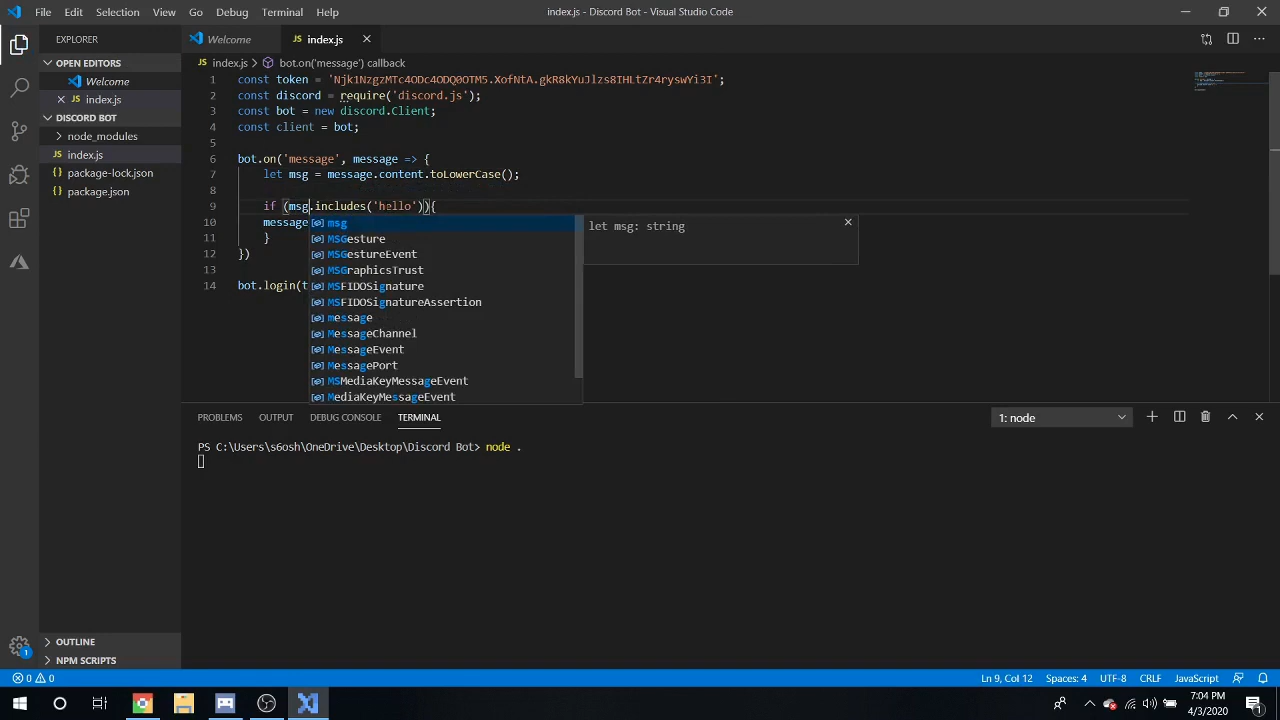 File Edit Selection View Go Debug Terminal Help
index.js - Discord Bot - Visual Studio Code
EXPLORER
Welcome
index.js
OPEN EDITORS
Welcome
index.js
DISCORD BOT
node_modules
index.js
package-lock.json
package.json
OUTLINE
NPM SCRIPTS
index.js > bot.on('message') callback
1 const token = 'Njk1NzgzMTc4ODc4ODQ0OTM5.XofNtA.gkR8kYuJlzs8IHLtZr4ryswYi3I';
2 const discord = require('discord.js');
3 const bot = new discord.Client;
4 const client = bot;
5
6 bot.on('message', message => {
7 let msg = message.content.toLowerCase();
8
9 if (msg.includes('hello')){
10 message
11 }
12 })
13
14 bot.login(t
msg
MSGesture
MSGestureEvent
MSGraphicsTrust
MSFIDOSignature
MSFIDOSignatureAssertion
message
MessageChannel
MessageEvent
MessagePort
MSMediaKeyMessageEvent
MediaKeyMessageEvent
let msg: string
PROBLEMS OUTPUT DEBUG CONSOLE TERMINAL
1: node
PS C:\Users\s6osh\OneDrive\Desktop\Discord Bot> node .
1
0 0
Ln 9, Col 12 Spaces: 4 UTF-8 CRLF JavaScript
7:04 PM
4/3/2020
1